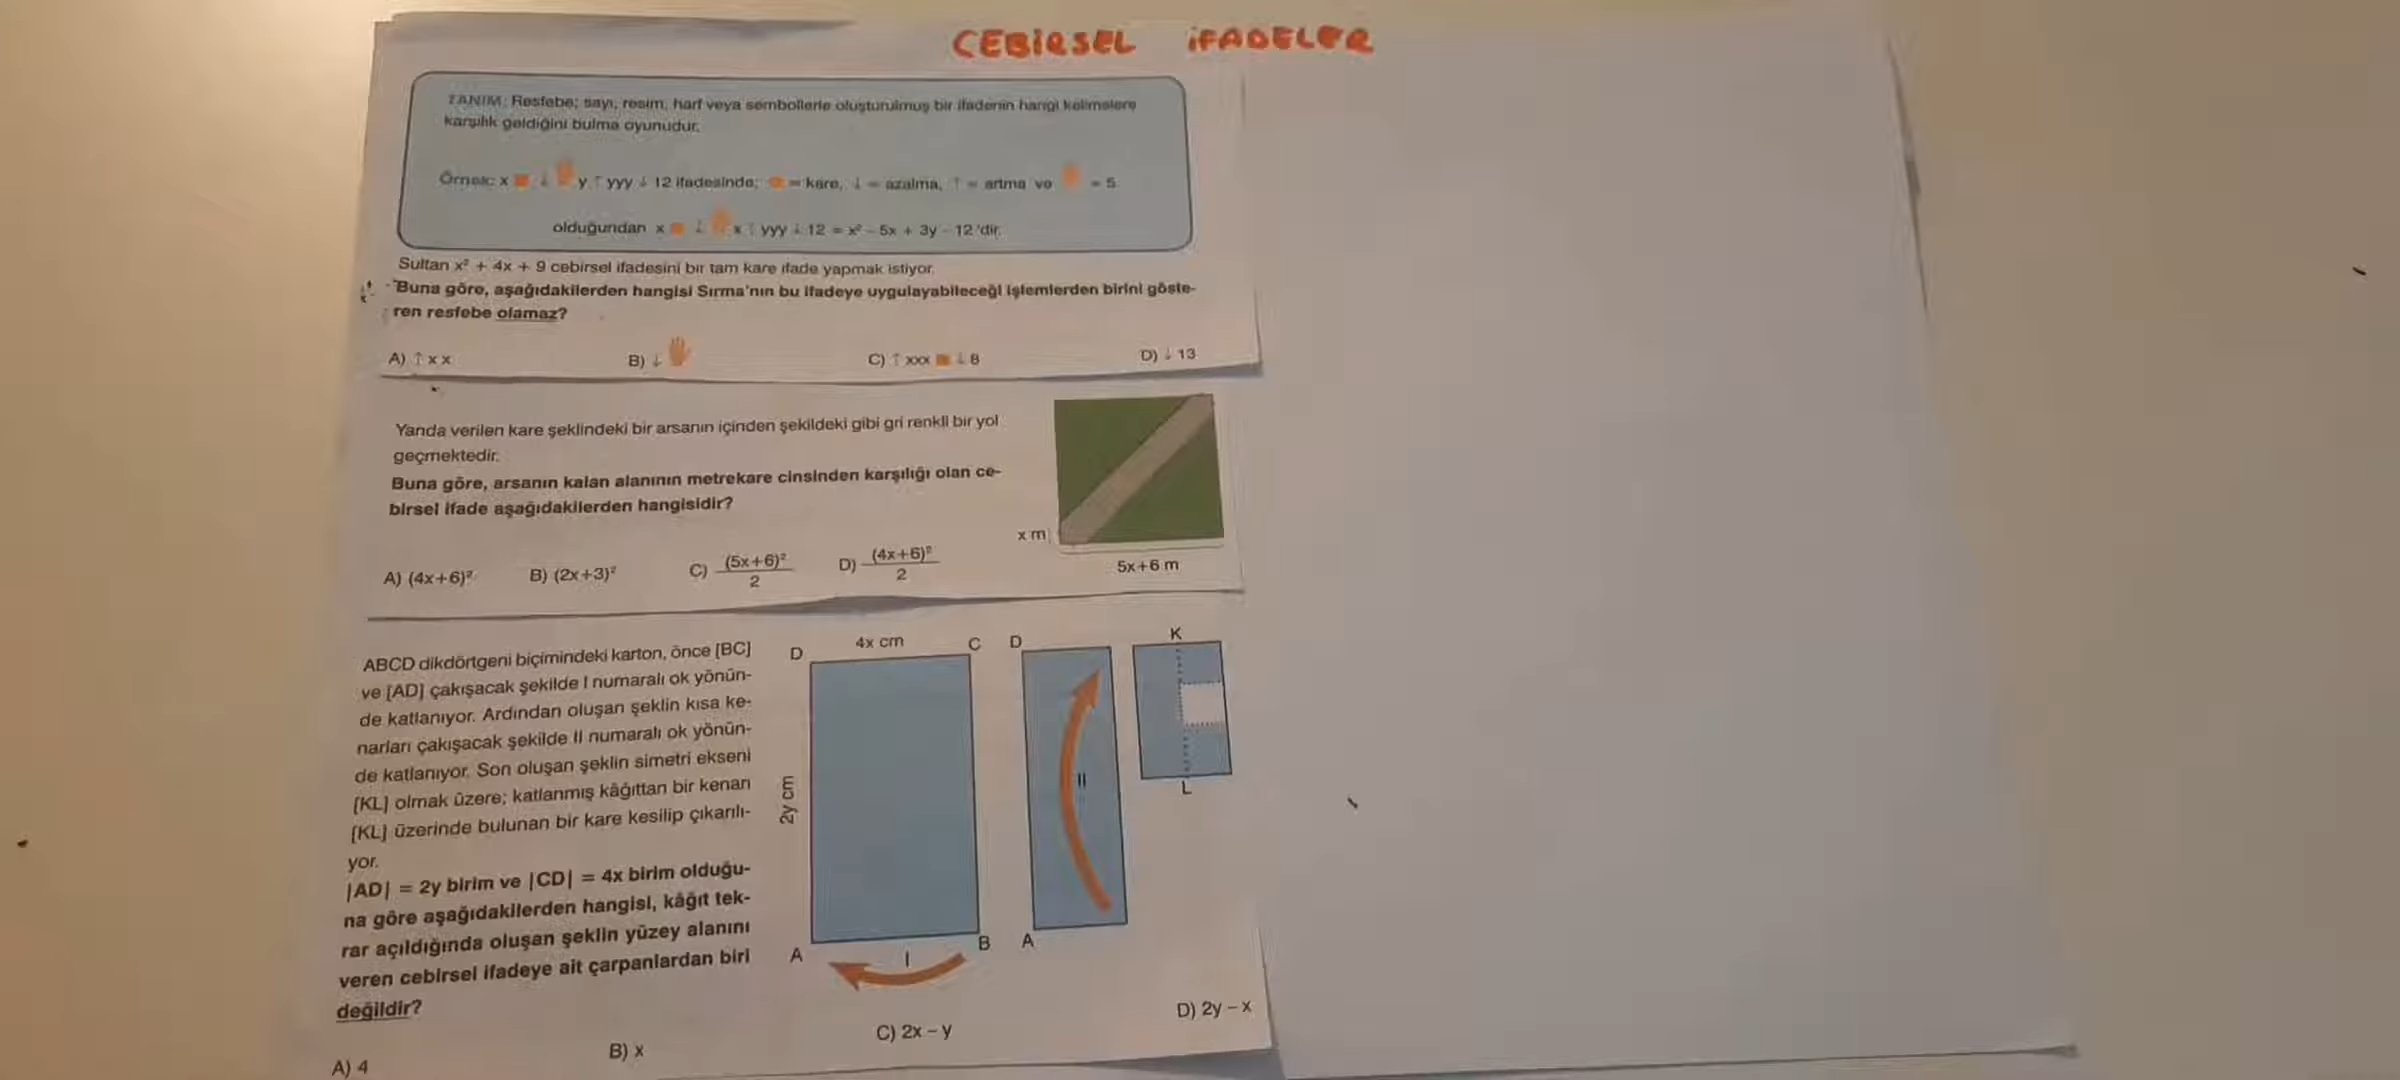 CEBİRSEL İFADELER
TANIM: Resfebe; sayı, resim, harf veya sembollerle oluşturulmuş bir ifadenin hangi kelimelere
karşılık geldiğini bulma oyunudur.
Örnek: x ↓ y ↑ yyy ↓ 12 ifadesinde; = kare, ↓ = azalma, ↑ = artma ve = 5
olduğundan x ↓ x ↑ yyy ↓ 12 = x² – 5x + 3y – 12 'dir.
Sultan x² + 4x + 9 cebirsel ifadesini bir tam kare ifade yapmak istiyor.
Buna göre, aşağıdakilerden hangisi Sırma'nın bu ifadeye uygulayabileceği işlemlerden birini göste-
ren resfebe olamaz?
A) ↑ x x B) ↓ C) ↑ xxx ↓ 8 D) ↓ 13
Yanda verilen kare şeklindeki bir arsanın içinden şekildeki gibi gri renkli bir yol
geçmektedir.
Buna göre, arsanın kalan alanının metrekare cinsinden karşılığı olan ce-
birsel ifade aşağıdakilerden hangisidir?
x m
5x+6 m
A) (4x+6)² B) (2x+3)² C) (5x+6)²/2 D) (4x+6)²/2
ABCD dikdörtgeni biçimindeki karton, önce [BC]
ve [AD] çakışacak şekilde I numaralı ok yönün-
de katlanıyor. Ardından oluşan şeklin kısa ke-
narları çakışacak şekilde II numaralı ok yönün-
de katlanıyor. Son oluşan şeklin simetri ekseni
[KL] olmak üzere; katlanmış kâğıttan bir kenarı
[KL] üzerinde bulunan bir kare kesilip çıkarılı-
yor.
|AD| = 2y birim ve |CD| = 4x birim olduğu-
na göre aşağıdakilerden hangisi, kâğıt tek-
rar açıldığında oluşan şeklin yüzey alanını
veren cebirsel ifadeye ait çarpanlardan biri
değildir?
D 4x cm C
2y cm
A I B
D
II
A
K
L
A) 4 B) x C) 2x – y D) 2y – x